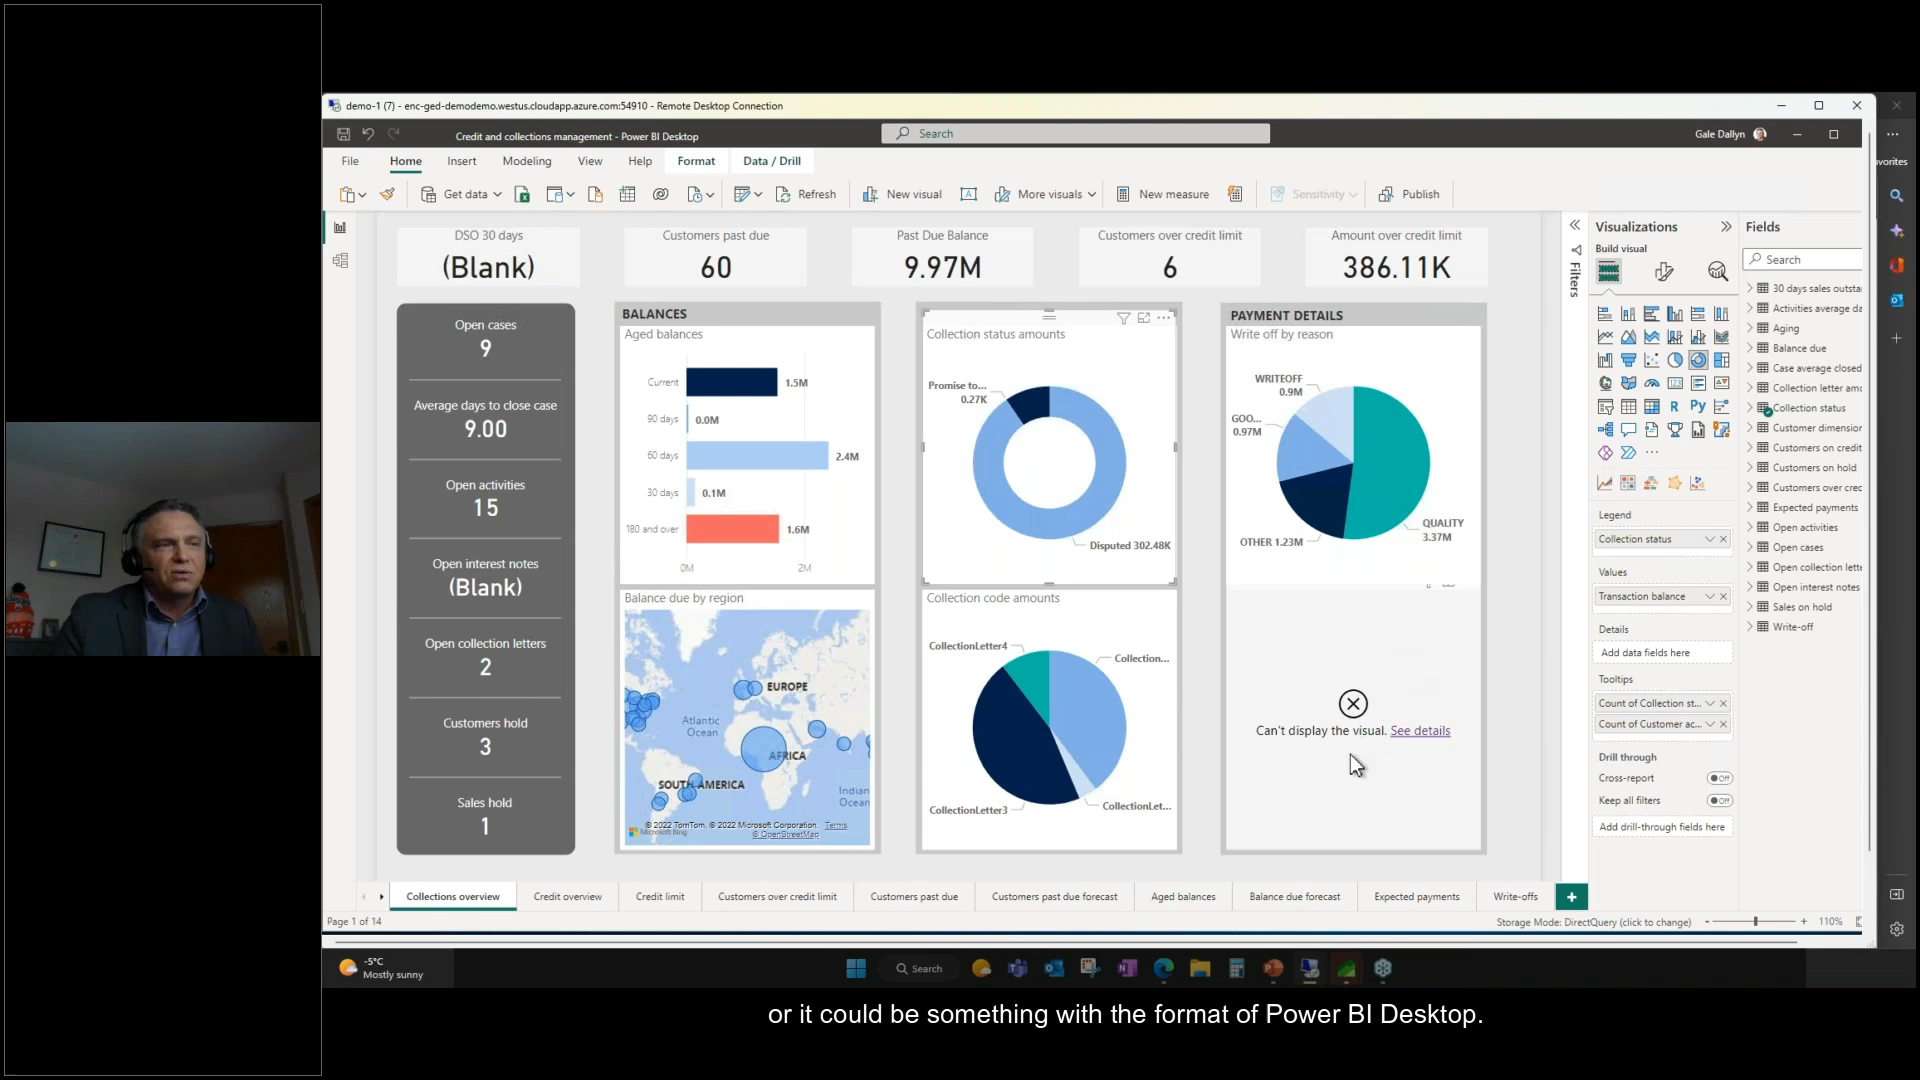 demo-1 (7) - enc-ged-demodemo.westus.cloudapp.azure.com:54910 - Remote Desktop Connection
Credit and collections management - Power BI Desktop
Search
Gale Dallyn
File Home Insert Modeling View Help Format Data / Drill
Get data Refresh New visual More visuals New measure Sensitivity Publish
DSO 30 days
(Blank)
Customers past due
60
Past Due Balance
9.97M
Customers over credit limit
6
Amount over credit limit
386.11K
Open cases
9
Average days to close case
9.00
Open activities
15
Open interest notes
(Blank)
Open collection letters
2
Customers hold
3
Sales hold
1
BALANCES
Aged balances
Current 1.5M
90 days 0.0M
60 days 2.4M
30 days 0.1M
180 and over 1.6M
0M 2M
Balance due by region
EUROPE
Atlantic
Ocean
AFRICA
SOUTH AMERICA
Indian
Ocean
© 2022 TomTom, © 2022 Microsoft Corporation, Terms
© OpenStreetMap
Microsoft Bing
Collection status amounts
Promise to...
0.27K
Disputed 302.48K
Collection code amounts
CollectionLetter4
Collection...
CollectionLetter3
CollectionLet...
PAYMENT DETAILS
Write off by reason
WRITEOFF
0.9M
GOO...
0.97M
OTHER 1.23M
QUALITY
3.37M
Can't display the visual. See details
Filters
Visualizations
Build visual
R Py
Legend
Collection status
Values
Transaction balance
Details
Add data fields here
Tooltips
Count of Collection st...
Count of Customer ac...
Drill through
Cross-report Off
Keep all filters Off
Add drill-through fields here
Fields
Search
30 days sales outsta
Activities average da
Aging
Balance due
Case average closed
Collection letter amo
Collection status
Customer dimension
Customers on credit
Customers on hold
Customers over cred
Expected payments
Open activities
Open cases
Open collection lette
Open interest notes
Sales on hold
Write-off
vorites
Collections overview Credit overview Credit limit Customers over credit limit Customers past due Customers past due forecast Aged balances Balance due forecast Expected payments Write-offs
Page 1 of 14
Storage Mode: DirectQuery (click to change)
110%
-5°C
Mostly sunny
Search
or it could be something with the format of Power BI Desktop.